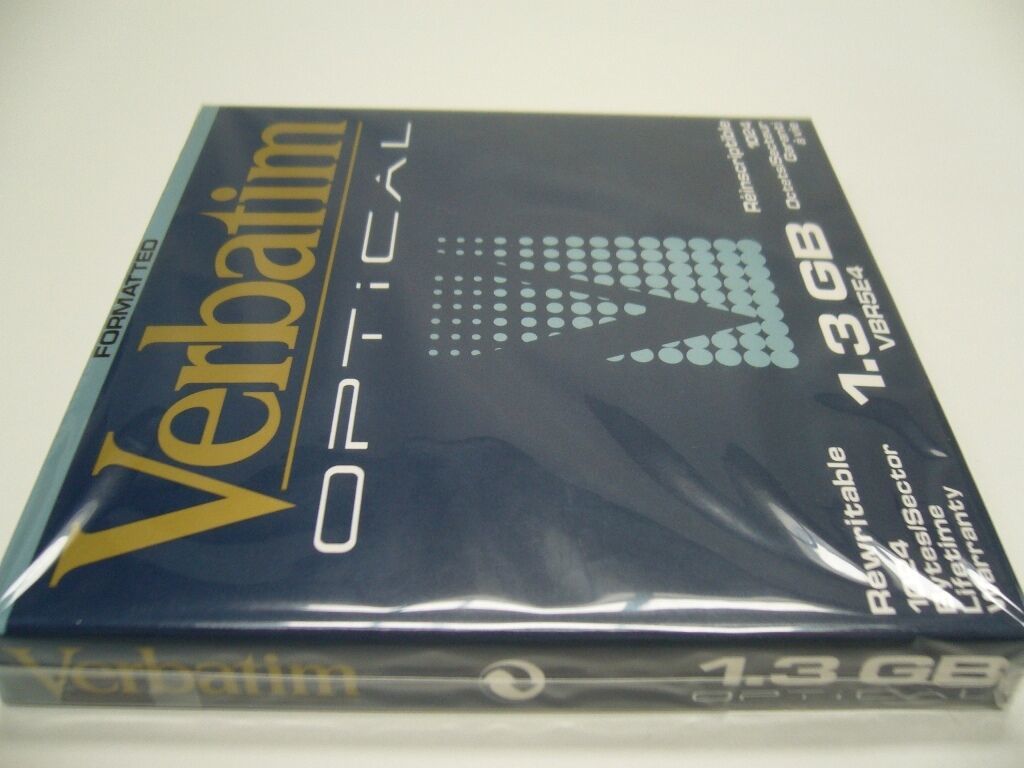 FORMATTED
Verbatim
OPTiCAL
Réinscriptible
1024
Octets/Secteur
Garanti
à vie
1.3 GB
VBR5E4
Rewritable
1024
Bytes/Sector
Lifetime
Warranty
Verbatim
1.3 GB
OPTiCAL